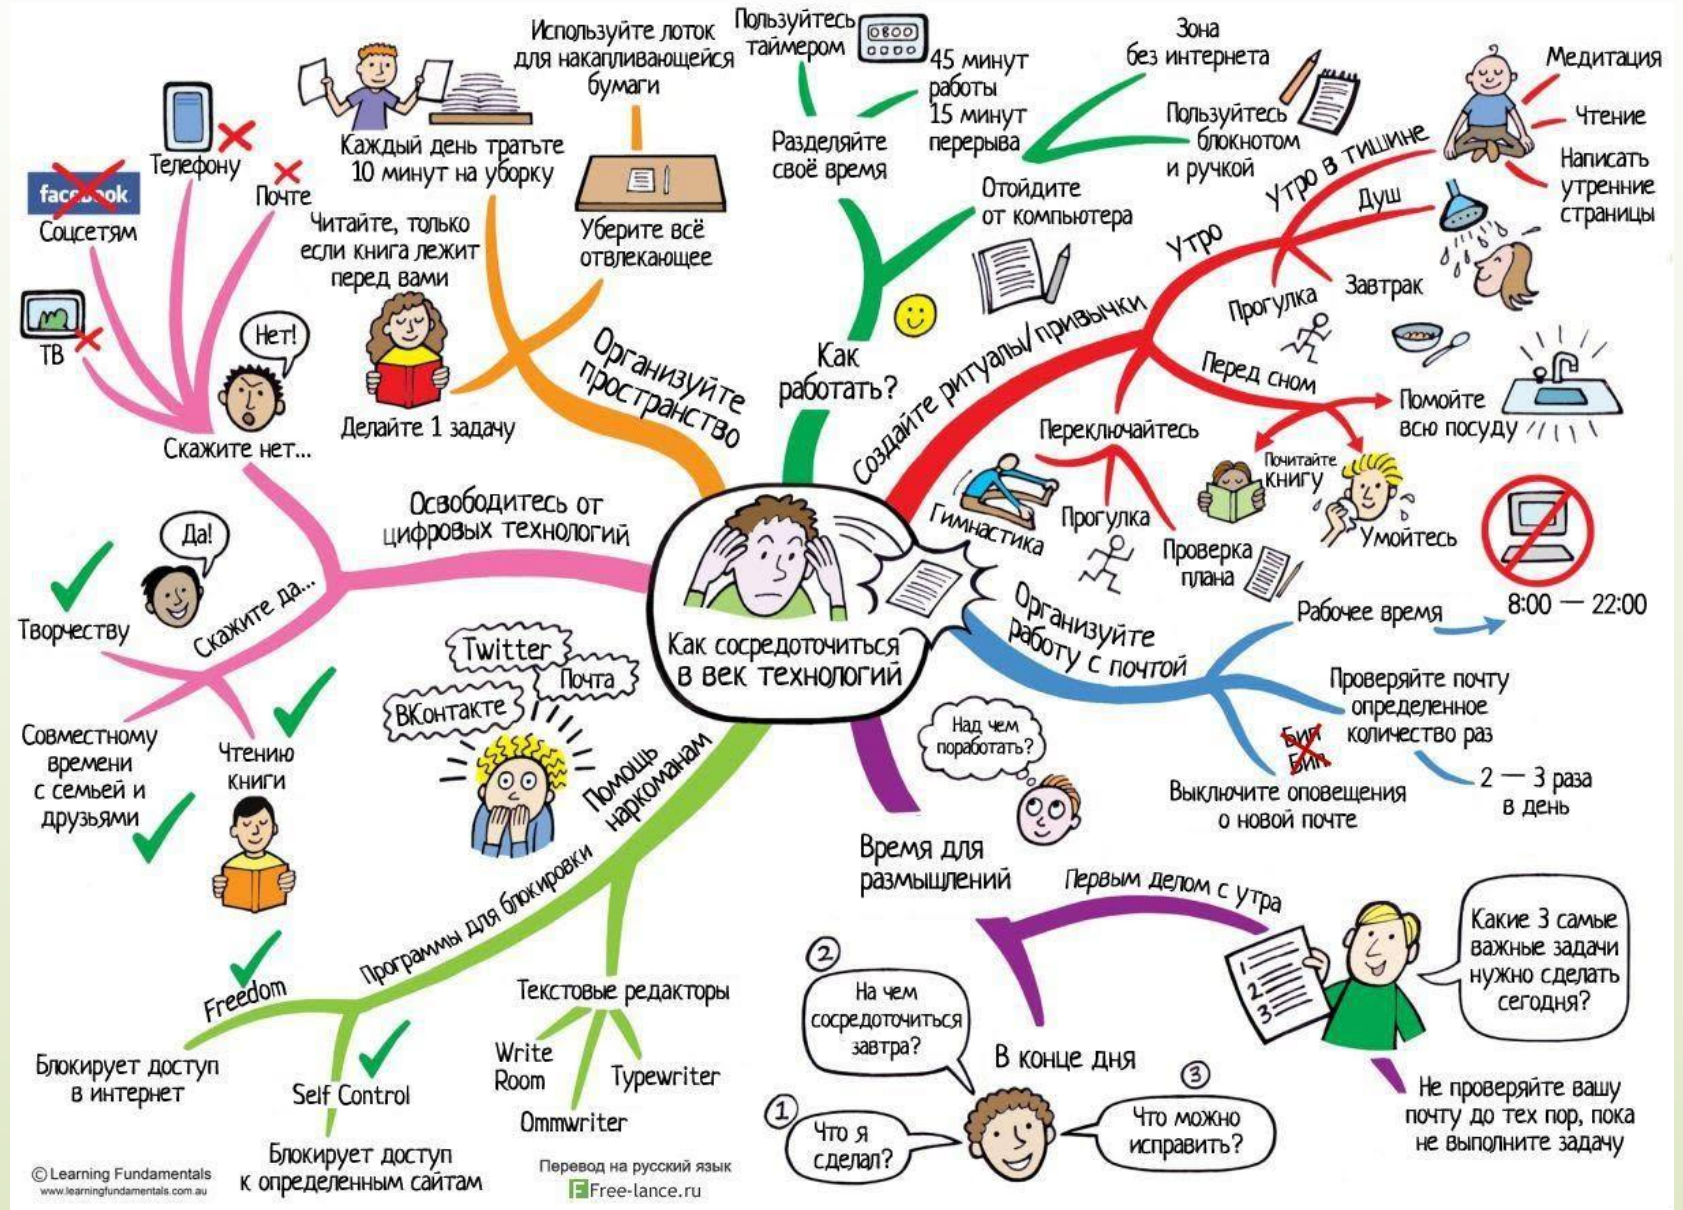 Как сосредоточиться
в век технологий
Как
работать?
Разделяйте
своё время
Пользуйтесь
таймером
0800
45 минут
работы
15 минут
перерыва
Отойдите
от компьютера
Зона
без интернета
Пользуйтесь
блокнотом
и ручкой
Создайте ритуалы/привычки
Утро
Утро в тишине
Медитация
Чтение
Написать
утренние
страницы
Душ
Завтрак
Прогулка
Перед сном
Помойте
всю посуду
Почитайте
книгу
Умойтесь
Переключайтесь
Гимнастика
Прогулка
Проверка
плана
Организуйте
работу с почтой
Рабочее время
8:00 — 22:00
Проверяйте почту
определенное
количество раз
2 — 3 раза
в день
Бип
Бип
Выключите оповещения
о новой почте
Над чем
поработать?
Время для
размышлений
Первым делом с утра
1
2
3
Какие 3 самые
важные задачи
нужно сделать
сегодня?
Не проверяйте вашу
почту до тех пор, пока
не выполните задачу
В конце дня
1
Что я
сделал?
2
На чем
сосредоточиться
завтра?
3
Что можно
исправить?
Помощь
наркоманам
Twitter
Почта
ВКонтакте
Программы для блокировки
Freedom
Блокирует доступ
в интернет
Self Control
Блокирует доступ
к определенным сайтам
Текстовые редакторы
Write
Room
Ommwriter
Typewriter
Освободитесь от
цифровых технологий
Скажите да...
Да!
Творчеству
Совместному
времени
с семьей и
друзьями
Чтению
книги
Скажите нет...
Нет!
ТВ
facebook
Соцсетям
Телефону
Почте
Организуйте
пространство
Каждый день тратьте
10 минут на уборку
Используйте лоток
для накапливающейся
бумаги
Уберите всё
отвлекающее
Читайте, только
если книга лежит
перед вами
Делайте 1 задачу
© Learning Fundamentals
www.learningfundamentals.com.au
Перевод на русский язык
F Free-lance.ru